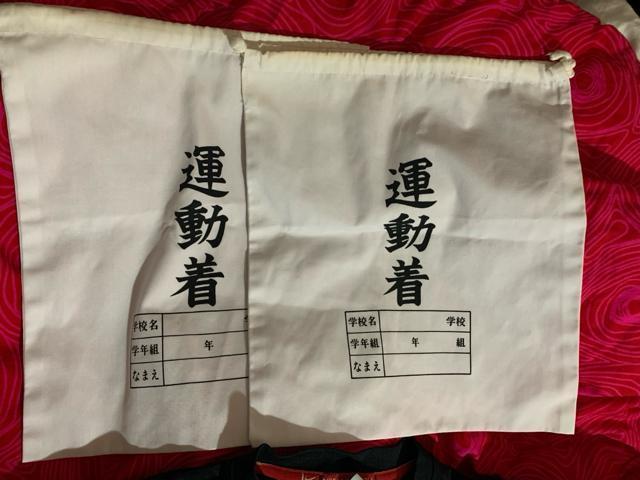 運動着
学校名
学年組 年
なまえ
運動着
学校名 学校
学年組 年 組
なまえ